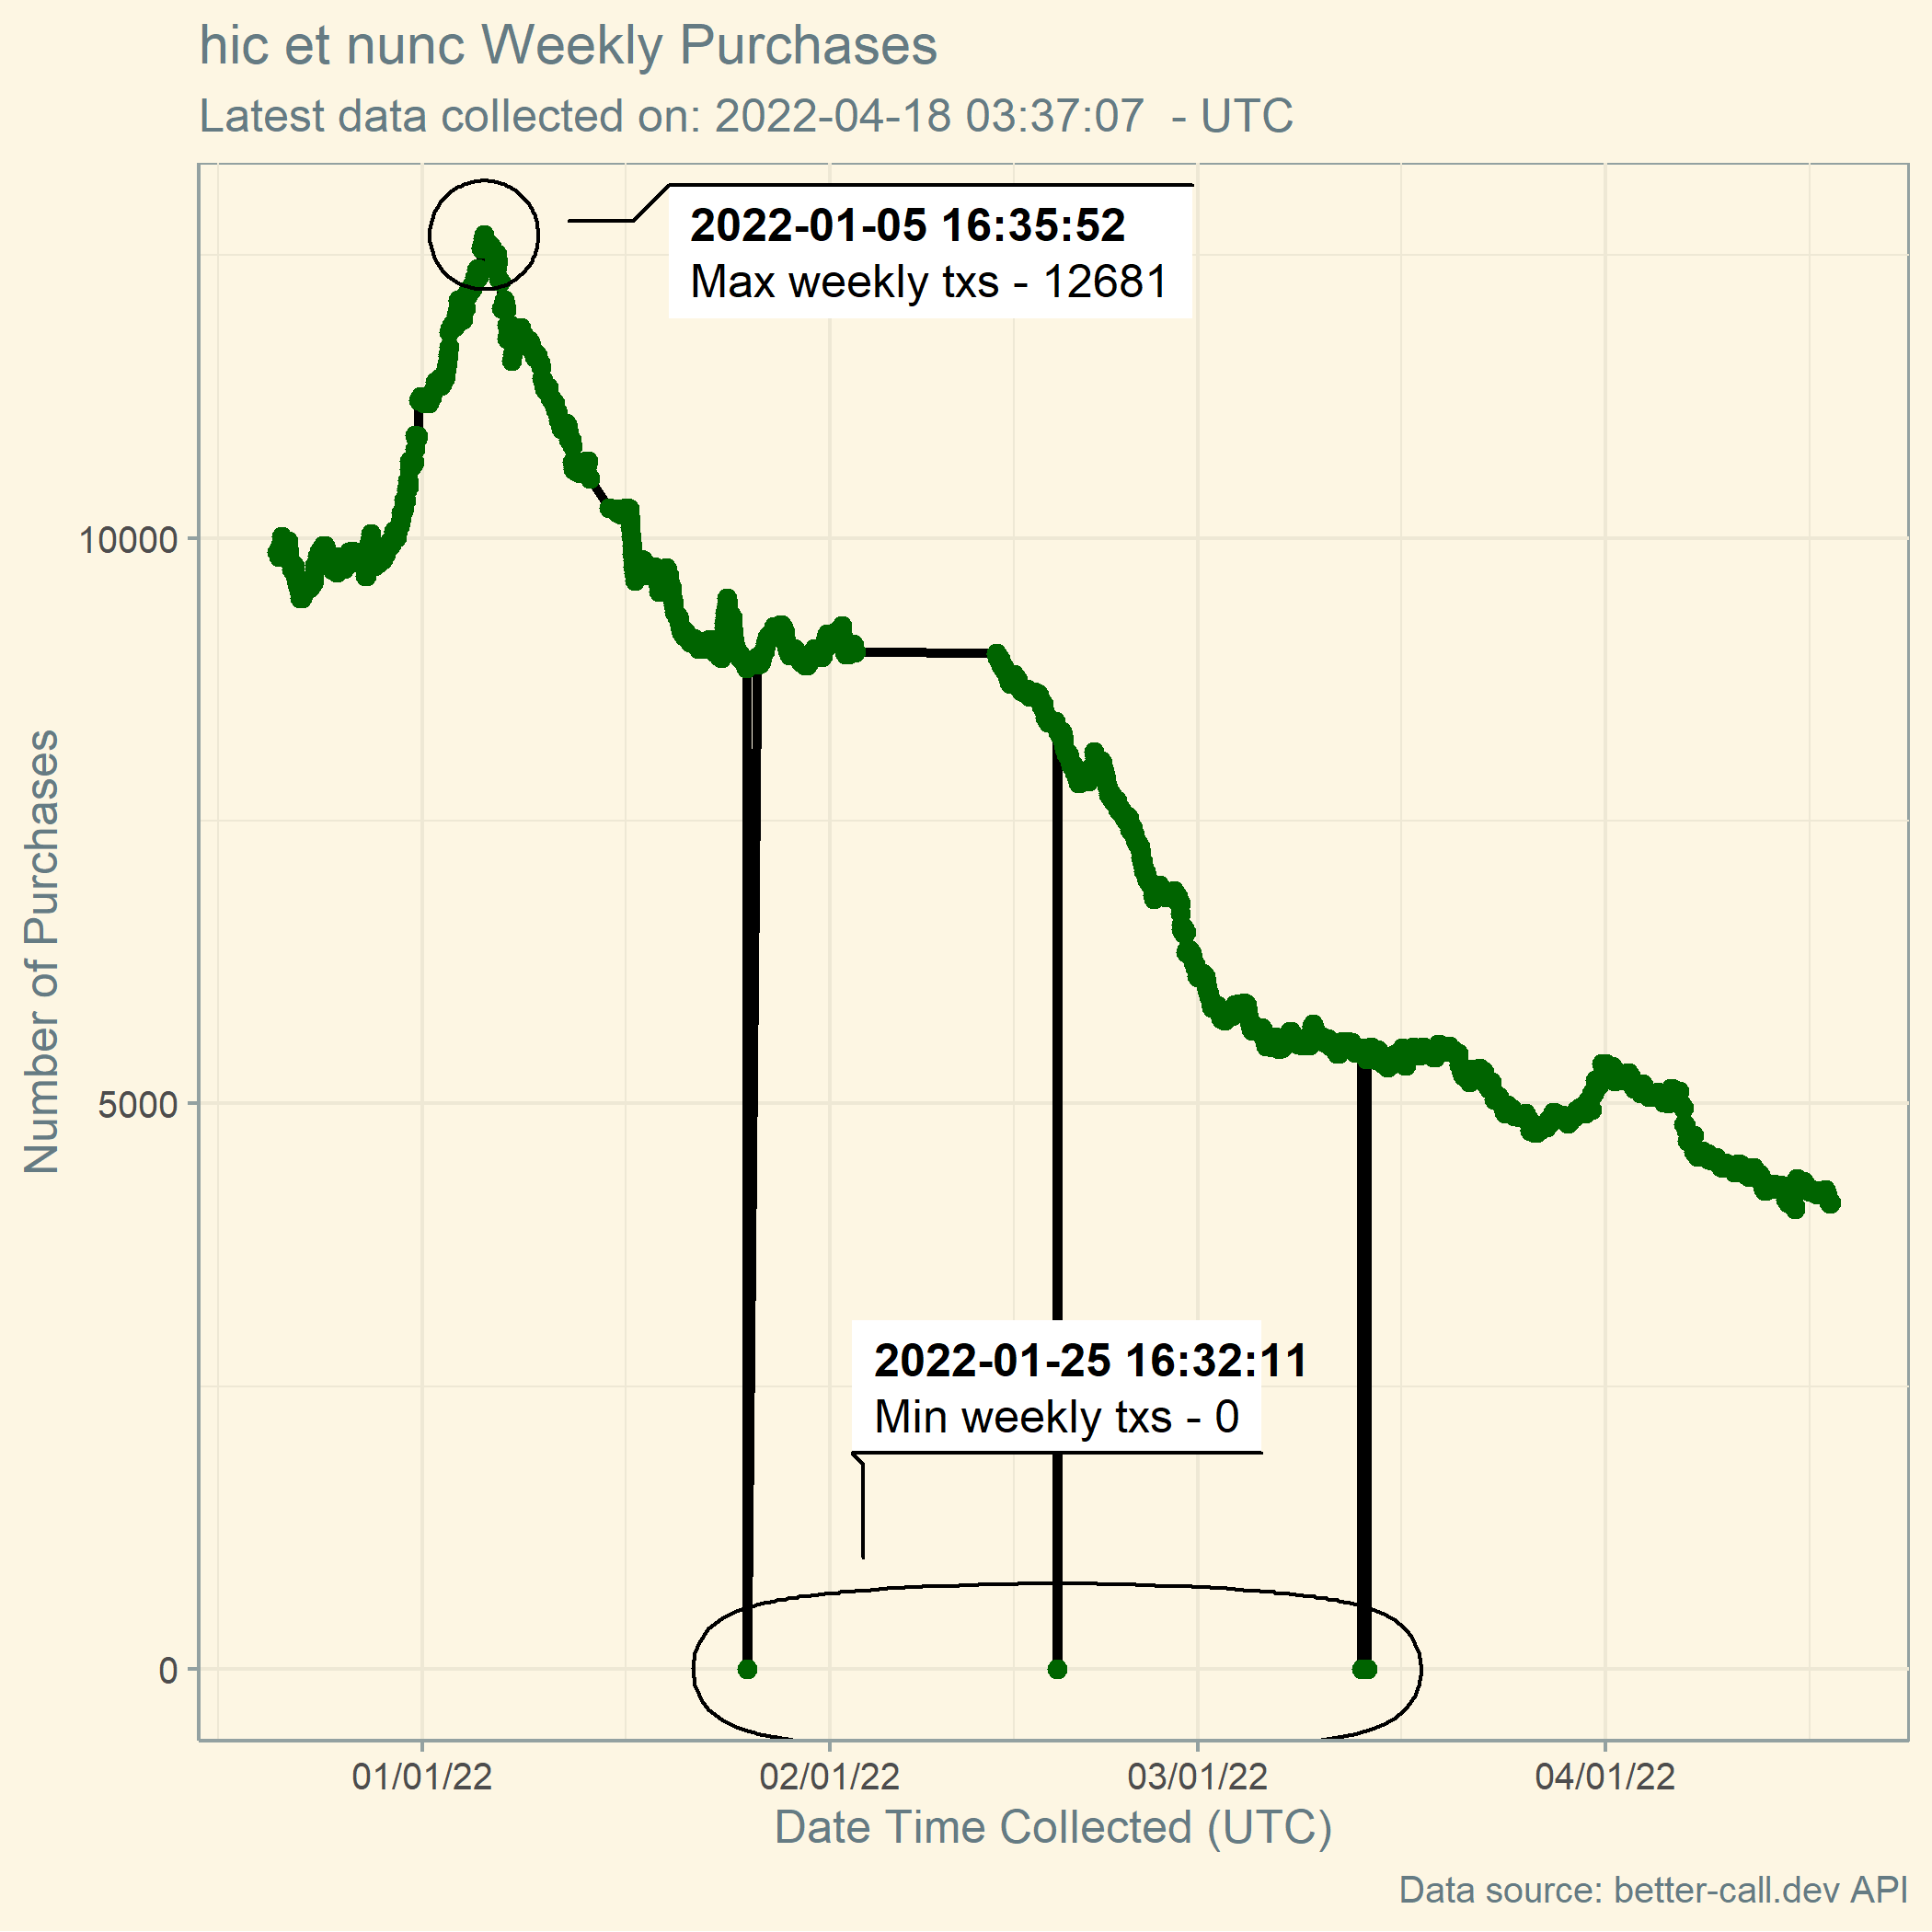 hic et nunc Weekly Purchases
Latest data collected on: 2022-04-18 03:37:07  - UTC
2022-01-05 16:35:52
Max weekly txs - 12681
10000
5000
0
Number of Purchases
2022-01-25 16:32:11
Min weekly txs - 0
01/01/22
02/01/22
03/01/22
04/01/22
Date Time Collected (UTC)
Data source: better-call.dev API